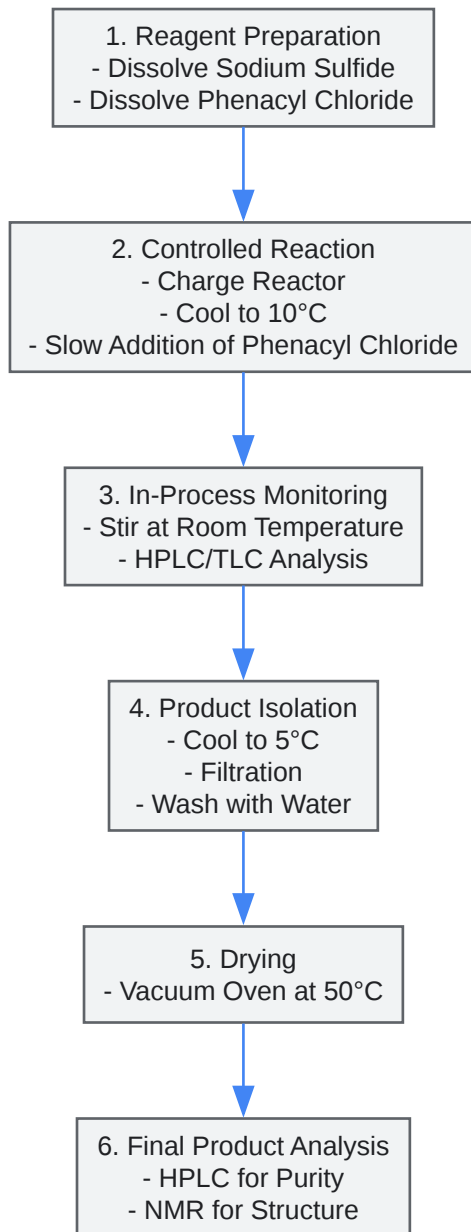 1. Reagent Preparation
- Dissolve Sodium Sulfide
- Dissolve Phenacyl Chloride
2. Controlled Reaction
- Charge Reactor
- Cool to 10°C
- Slow Addition of Phenacyl Chloride
3. In-Process Monitoring
- Stir at Room Temperature
- HPLC/TLC Analysis
4. Product Isolation
- Cool to 5°C
- Filtration
- Wash with Water
5. Drying
- Vacuum Oven at 50°C
6. Final Product Analysis
- HPLC for Purity
- NMR for Structure